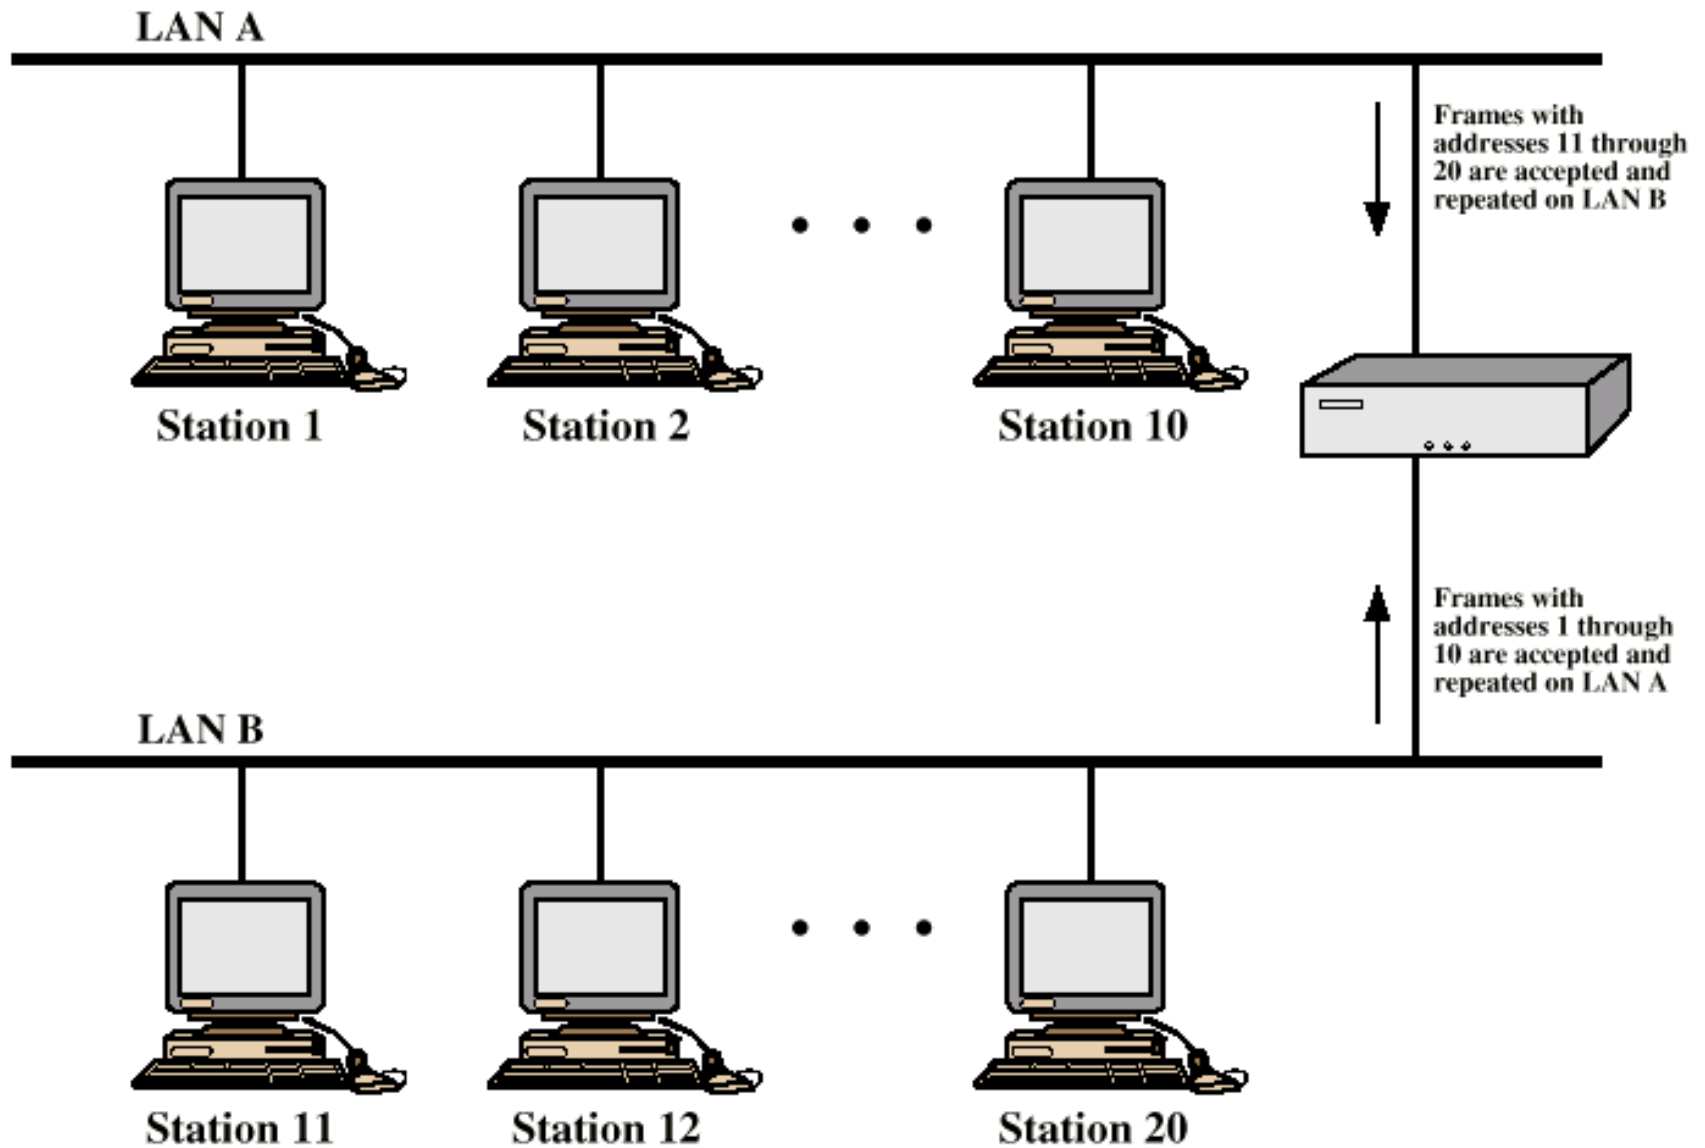 LAN A
Frames with
addresses 11 through
20 are accepted and
repeated on LAN B
Station 1
Station 2
Station 10
Frames with
addresses 1 through
10 are accepted and
repeated on LAN A
LAN B
Station 11
Station 12
Station 20